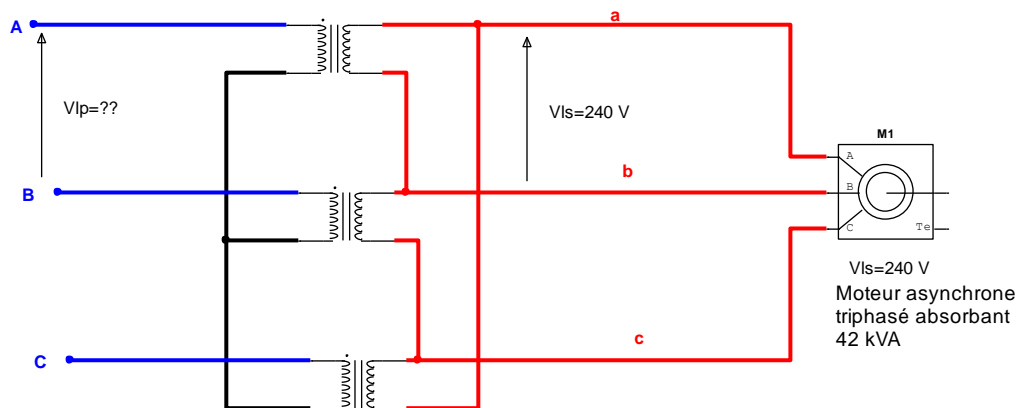 A
a
Vlp=??
Vls=240 V
M1
A
B
b
B
C
Te
Vls=240 V
Moteur asynchrone
triphasé absorbant
42 kVA
C
c